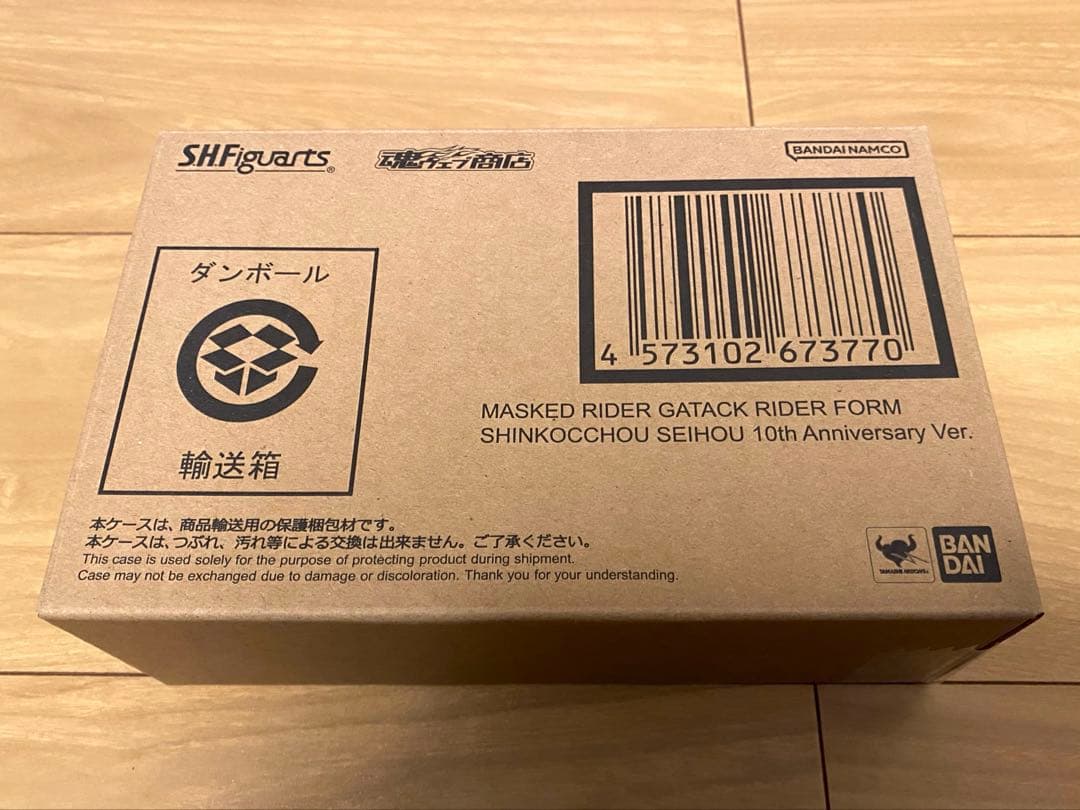 S.H.Figuarts®
魂ウェブ商店
BANDAI NAMCO
4 573102 673770
ダンボール
輸送箱
MASKED RIDER GATACK RIDER FORM
SHINKOCCHOU SEIHOU 10th Anniversary Ver.
本ケースは、商品輸送用の保護梱包材です。
本ケースは、つぶれ、汚れ等による交換は出来ません。ご了承ください。
This case is used solely for the purpose of protecting product during shipment.
Case may not be exchanged due to damage or discoloration. Thank you for your understanding.
TAMASHII NATIONS
BAN
DAI